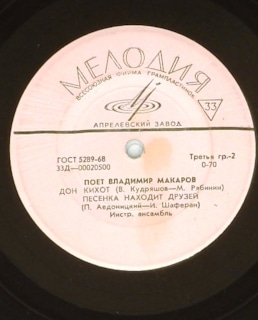 МЕЛОДИЯ
ВСЕСОЮЗНАЯ ФИРМА ГРАМПЛАСТИНОК
33
АПРЕЛЕВСКИЙ ЗАВОД
ГОСТ 5289-68
Третья гр.-2
33Д—00020500
0-70
ПОЕТ ВЛАДИМИР МАКАРОВ
ДОН КИХОТ (В. Кудряшов—М. Рябинин)
ПЕСЕНКА НАХОДИТ ДРУЗЕЙ
(П. Аедоницкий—И. Шаферан)
Инстр. ансамбль